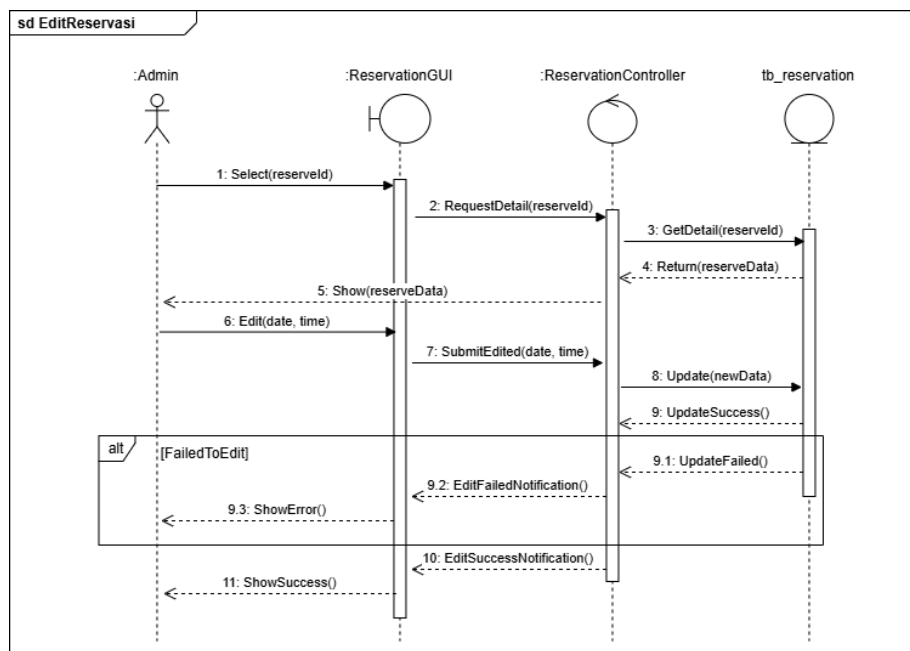 sd EditReservasi
:Admin
:ReservationGUI
:ReservationController
tb_reservation
1: Select(reserveId)
2: RequestDetail(reserveId)
3: GetDetail(reserveId)
4: Return(reserveData)
5: Show(reserveData)
6: Edit(date, time)
7: SubmitEdited(date, time)
8: Update(newData)
9: UpdateSuccess()
alt
[FailedToEdit]
9.1: UpdateFailed()
9.2: EditFailedNotification()
9.3: ShowError()
10: EditSuccessNotification()
11: ShowSuccess()